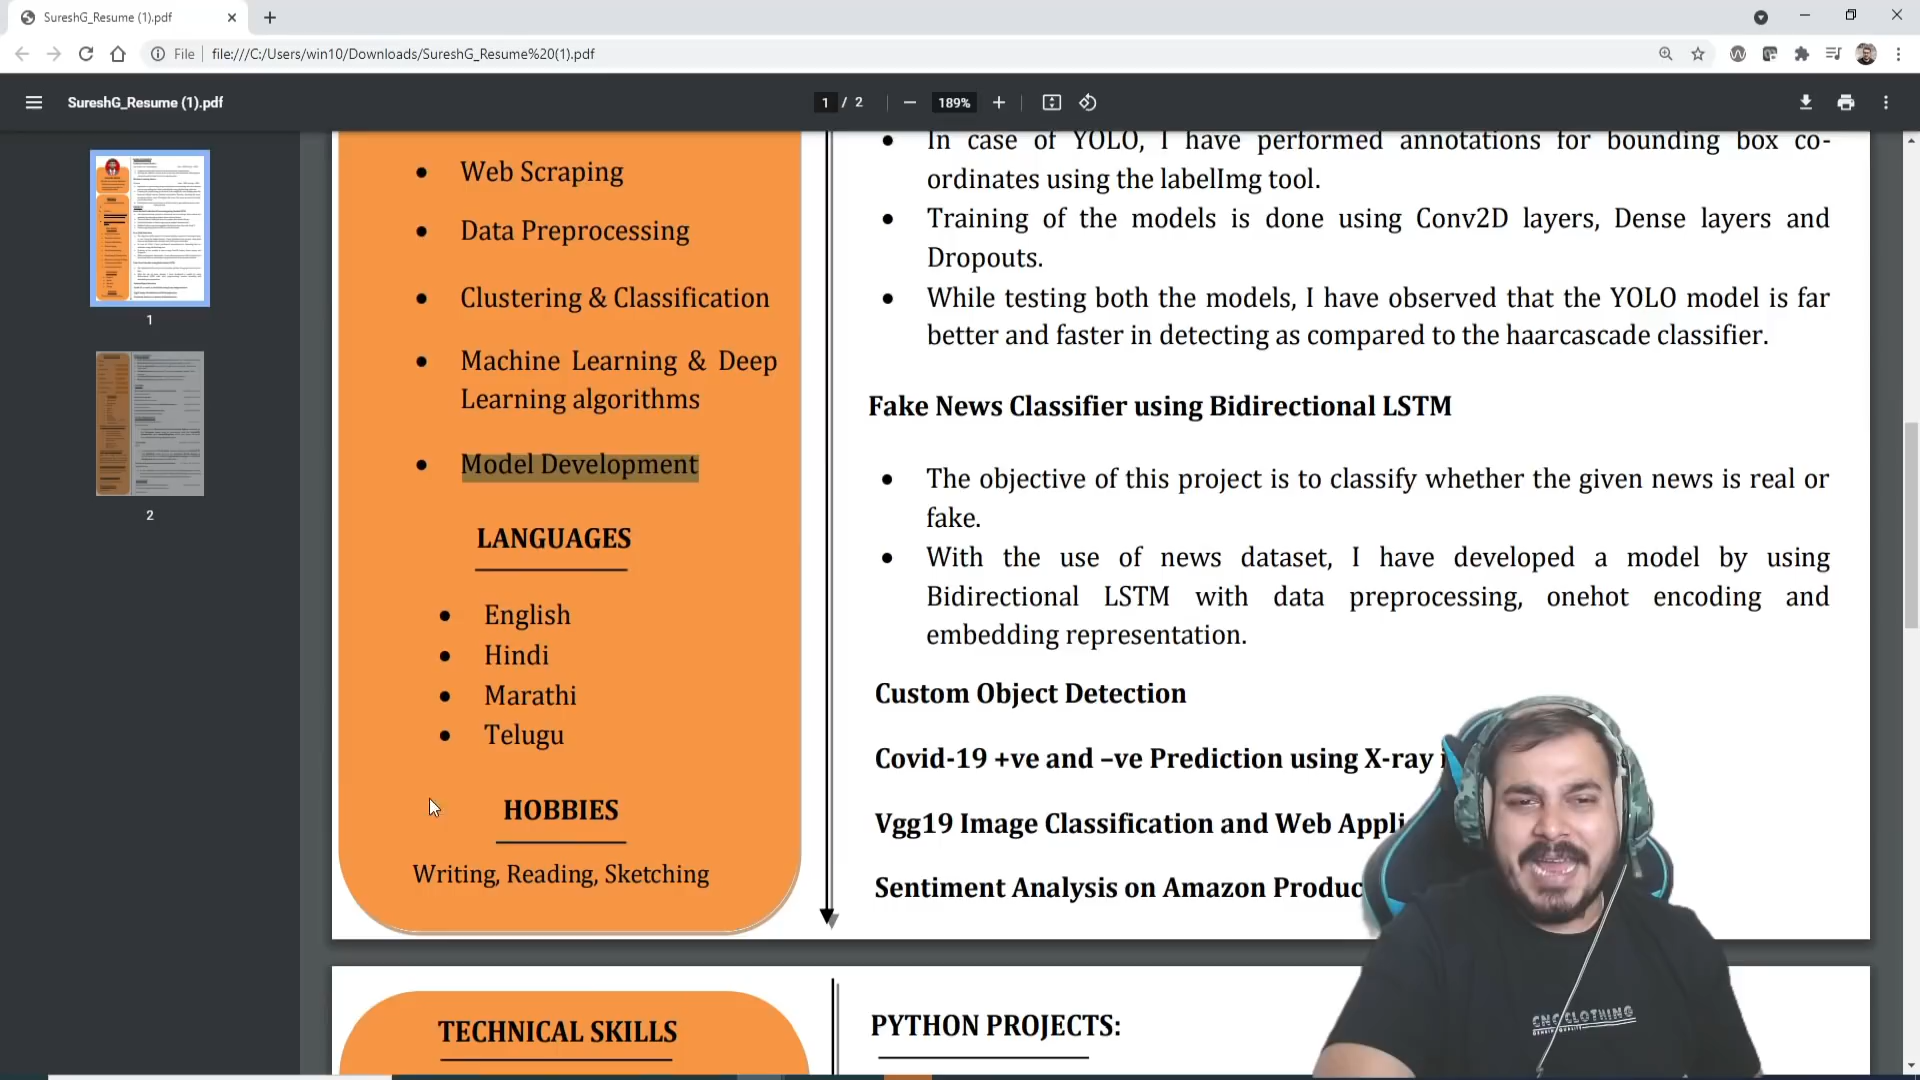 SureshG_Resume (1).pdf
File
file:///C:/Users/win10/Downloads/SureshG_Resume%20(1).pdf
SureshG_Resume (1).pdf
1 / 2
189%
1
2
Web Scraping
Data Preprocessing
Clustering & Classification
Machine Learning & Deep
Learning algorithms
Model Development
LANGUAGES
English
Hindi
Marathi
Telugu
HOBBIES
Writing, Reading, Sketching
In case of YOLO, I have performed annotations for bounding box co-
ordinates using the labelImg tool.
Training of the models is done using Conv2D layers, Dense layers and
Dropouts.
While testing both the models, I have observed that the YOLO model is far
better and faster in detecting as compared to the haarcascade classifier.
Fake News Classifier using Bidirectional LSTM
The objective of this project is to classify whether the given news is real or
fake.
With the use of news dataset, I have developed a model by using
Bidirectional LSTM with data preprocessing, onehot encoding and
embedding representation.
Custom Object Detection
Covid-19 +ve and –ve Prediction using X-ray
Vgg19 Image Classification and Web Appli
Sentiment Analysis on Amazon Produc
TECHNICAL SKILLS
PYTHON PROJECTS:
CNC CLOTHING